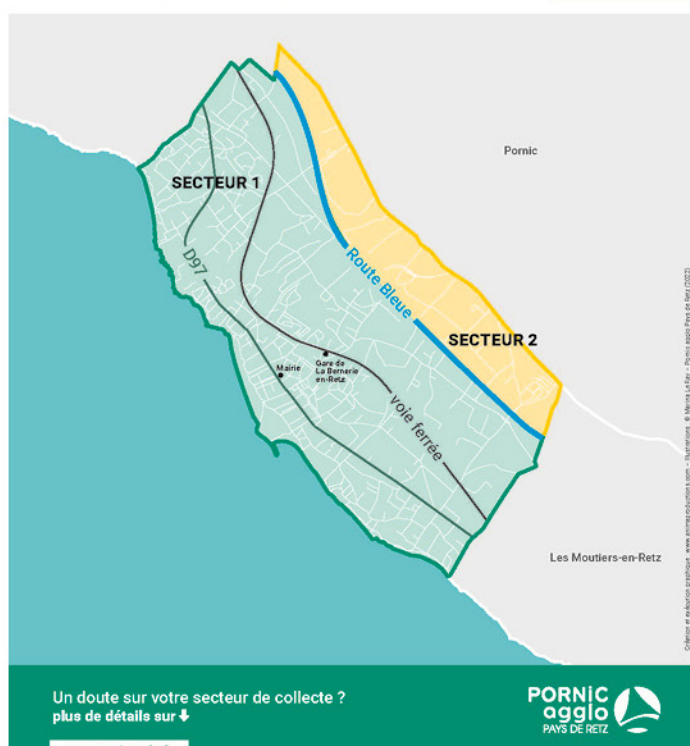 Pornic
SECTEUR 1
D97
Route Bleue
SECTEUR 2
Mairie
Gare de
La Bernerie
en-Retz
voie ferrée
Les Moutiers-en-Retz
Un doute sur votre secteur de collecte ?
plus de détails sur
PORNIC
agglo
PAYS DE RETZ